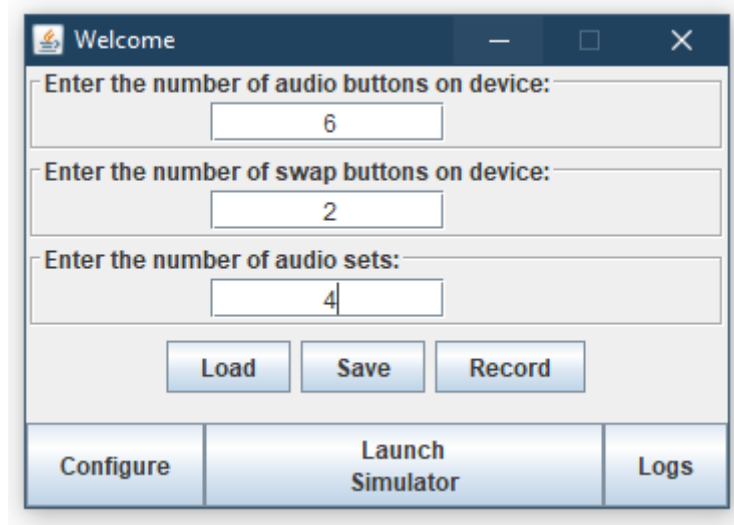 Welcome
Enter the number of audio buttons on device:
6
Enter the number of swap buttons on device:
2
Enter the number of audio sets:
4
Load Save Record
Configure Launch Simulator Logs